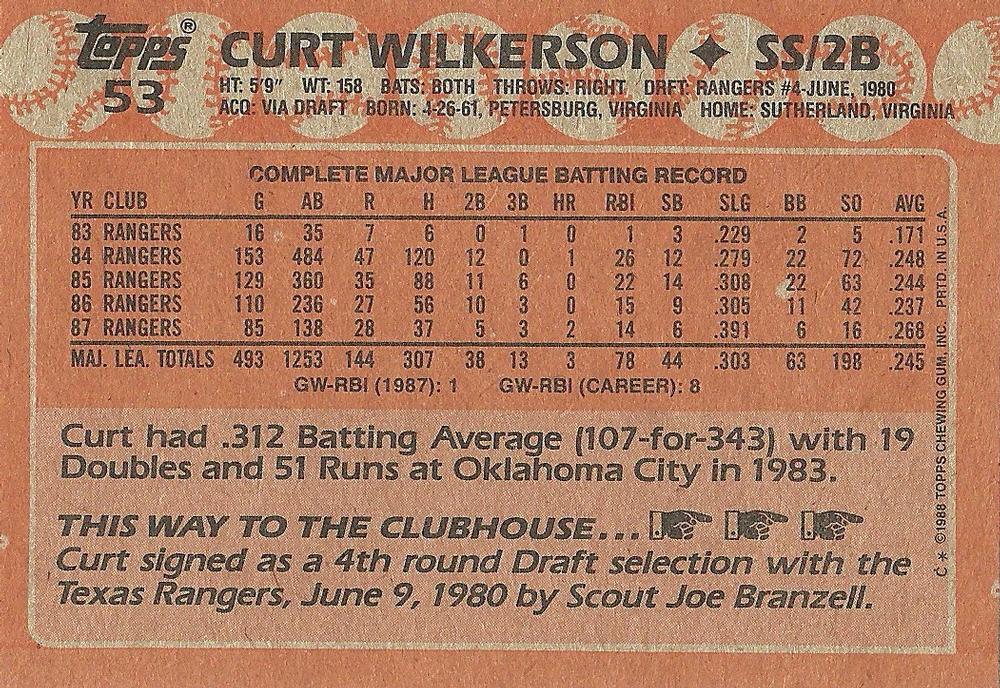 Topps® CURT WILKERSON ✦ SS/2B
53 HT: 5'9" WT: 158 BATS: BOTH THROWS: RIGHT DRFT: RANGERS #4-JUNE, 1980
ACQ: VIA DRAFT BORN: 4-26-61, PETERSBURG, VIRGINIA HOME: SUTHERLAND, VIRGINIA
COMPLETE MAJOR LEAGUE BATTING RECORD
YR CLUB G AB R H 2B 3B HR RBI SB SLG BB SO AVG
83 RANGERS 16 35 7 6 0 1 0 1 3 .229 2 5 .171
84 RANGERS 153 484 47 120 12 0 1 26 12 .279 22 72 .248
85 RANGERS 129 360 35 88 11 6 0 22 14 .308 22 63 .244
86 RANGERS 110 236 27 56 10 3 0 15 9 .305 11 42 .237
87 RANGERS 85 138 28 37 5 3 2 14 6 .391 6 16 .268
MAJ. LEA. TOTALS 493 1253 144 307 38 13 3 78 44 .303 63 198 .245
GW-RBI (1987): 1 GW-RBI (CAREER): 8
Curt had .312 Batting Average (107-for-343) with 19
Doubles and 51 Runs at Oklahoma City in 1983.
THIS WAY TO THE CLUBHOUSE...
Curt signed as a 4th round Draft selection with the
Texas Rangers, June 9, 1980 by Scout Joe Branzell.
C * ©1988 TOPPS CHEWING GUM, INC. PRTD. IN U.S.A.